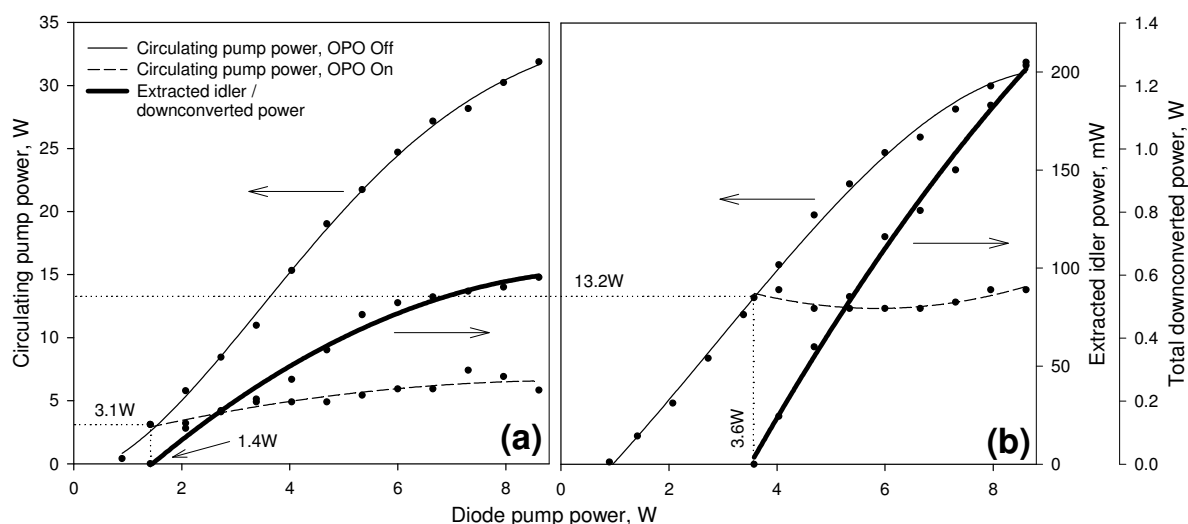 35
30
25
20
15
10
5
0
Circulating pump power, W
Circulating pump power, OPO Off
Circulating pump power, OPO On
Extracted idler /
downconverted power
3.1W
1.4W
(a)
0 2 4 6 8
13.2W
3.6W
(b)
0 2 4 6 8
Diode pump power, W
200
150
100
50
0
Extracted idler power, mW
1.4
1.2
1.0
0.8
0.6
0.4
0.2
0.0
Total downconverted power, W